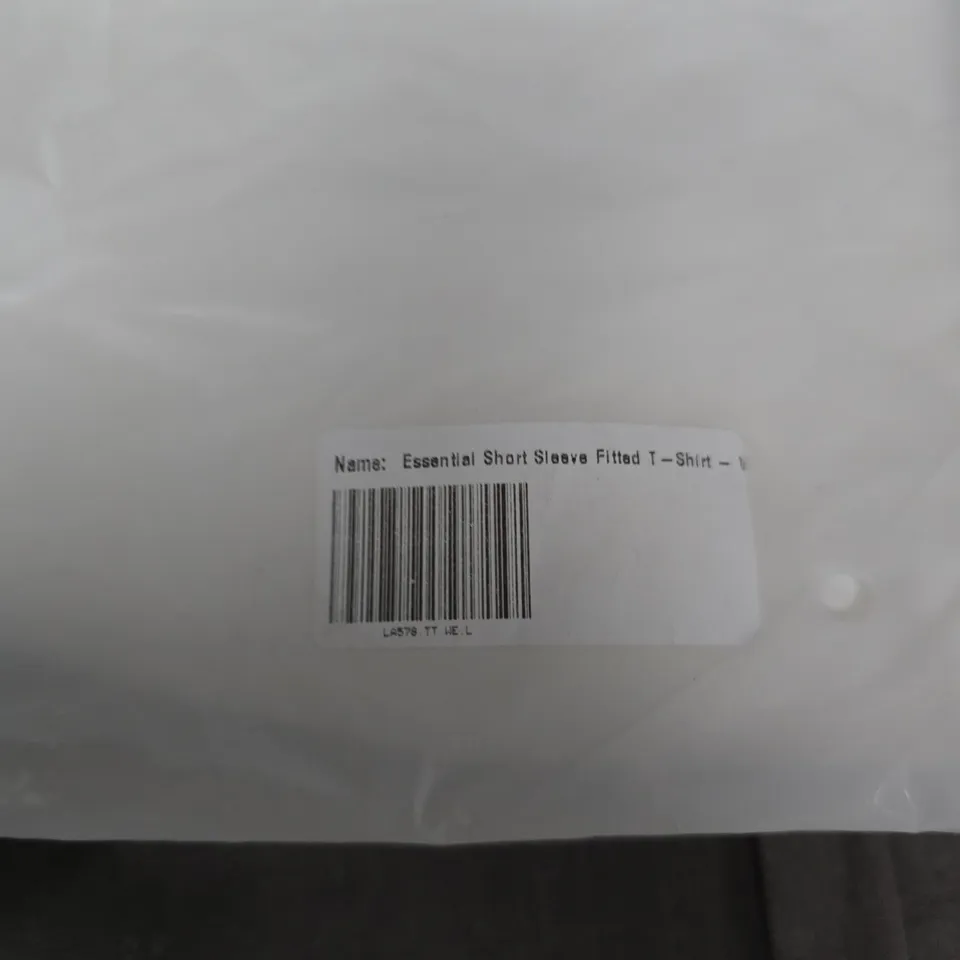 Name: Essential Short Sleeve Fitted T-Shirt -
LA578.TT.WE.L